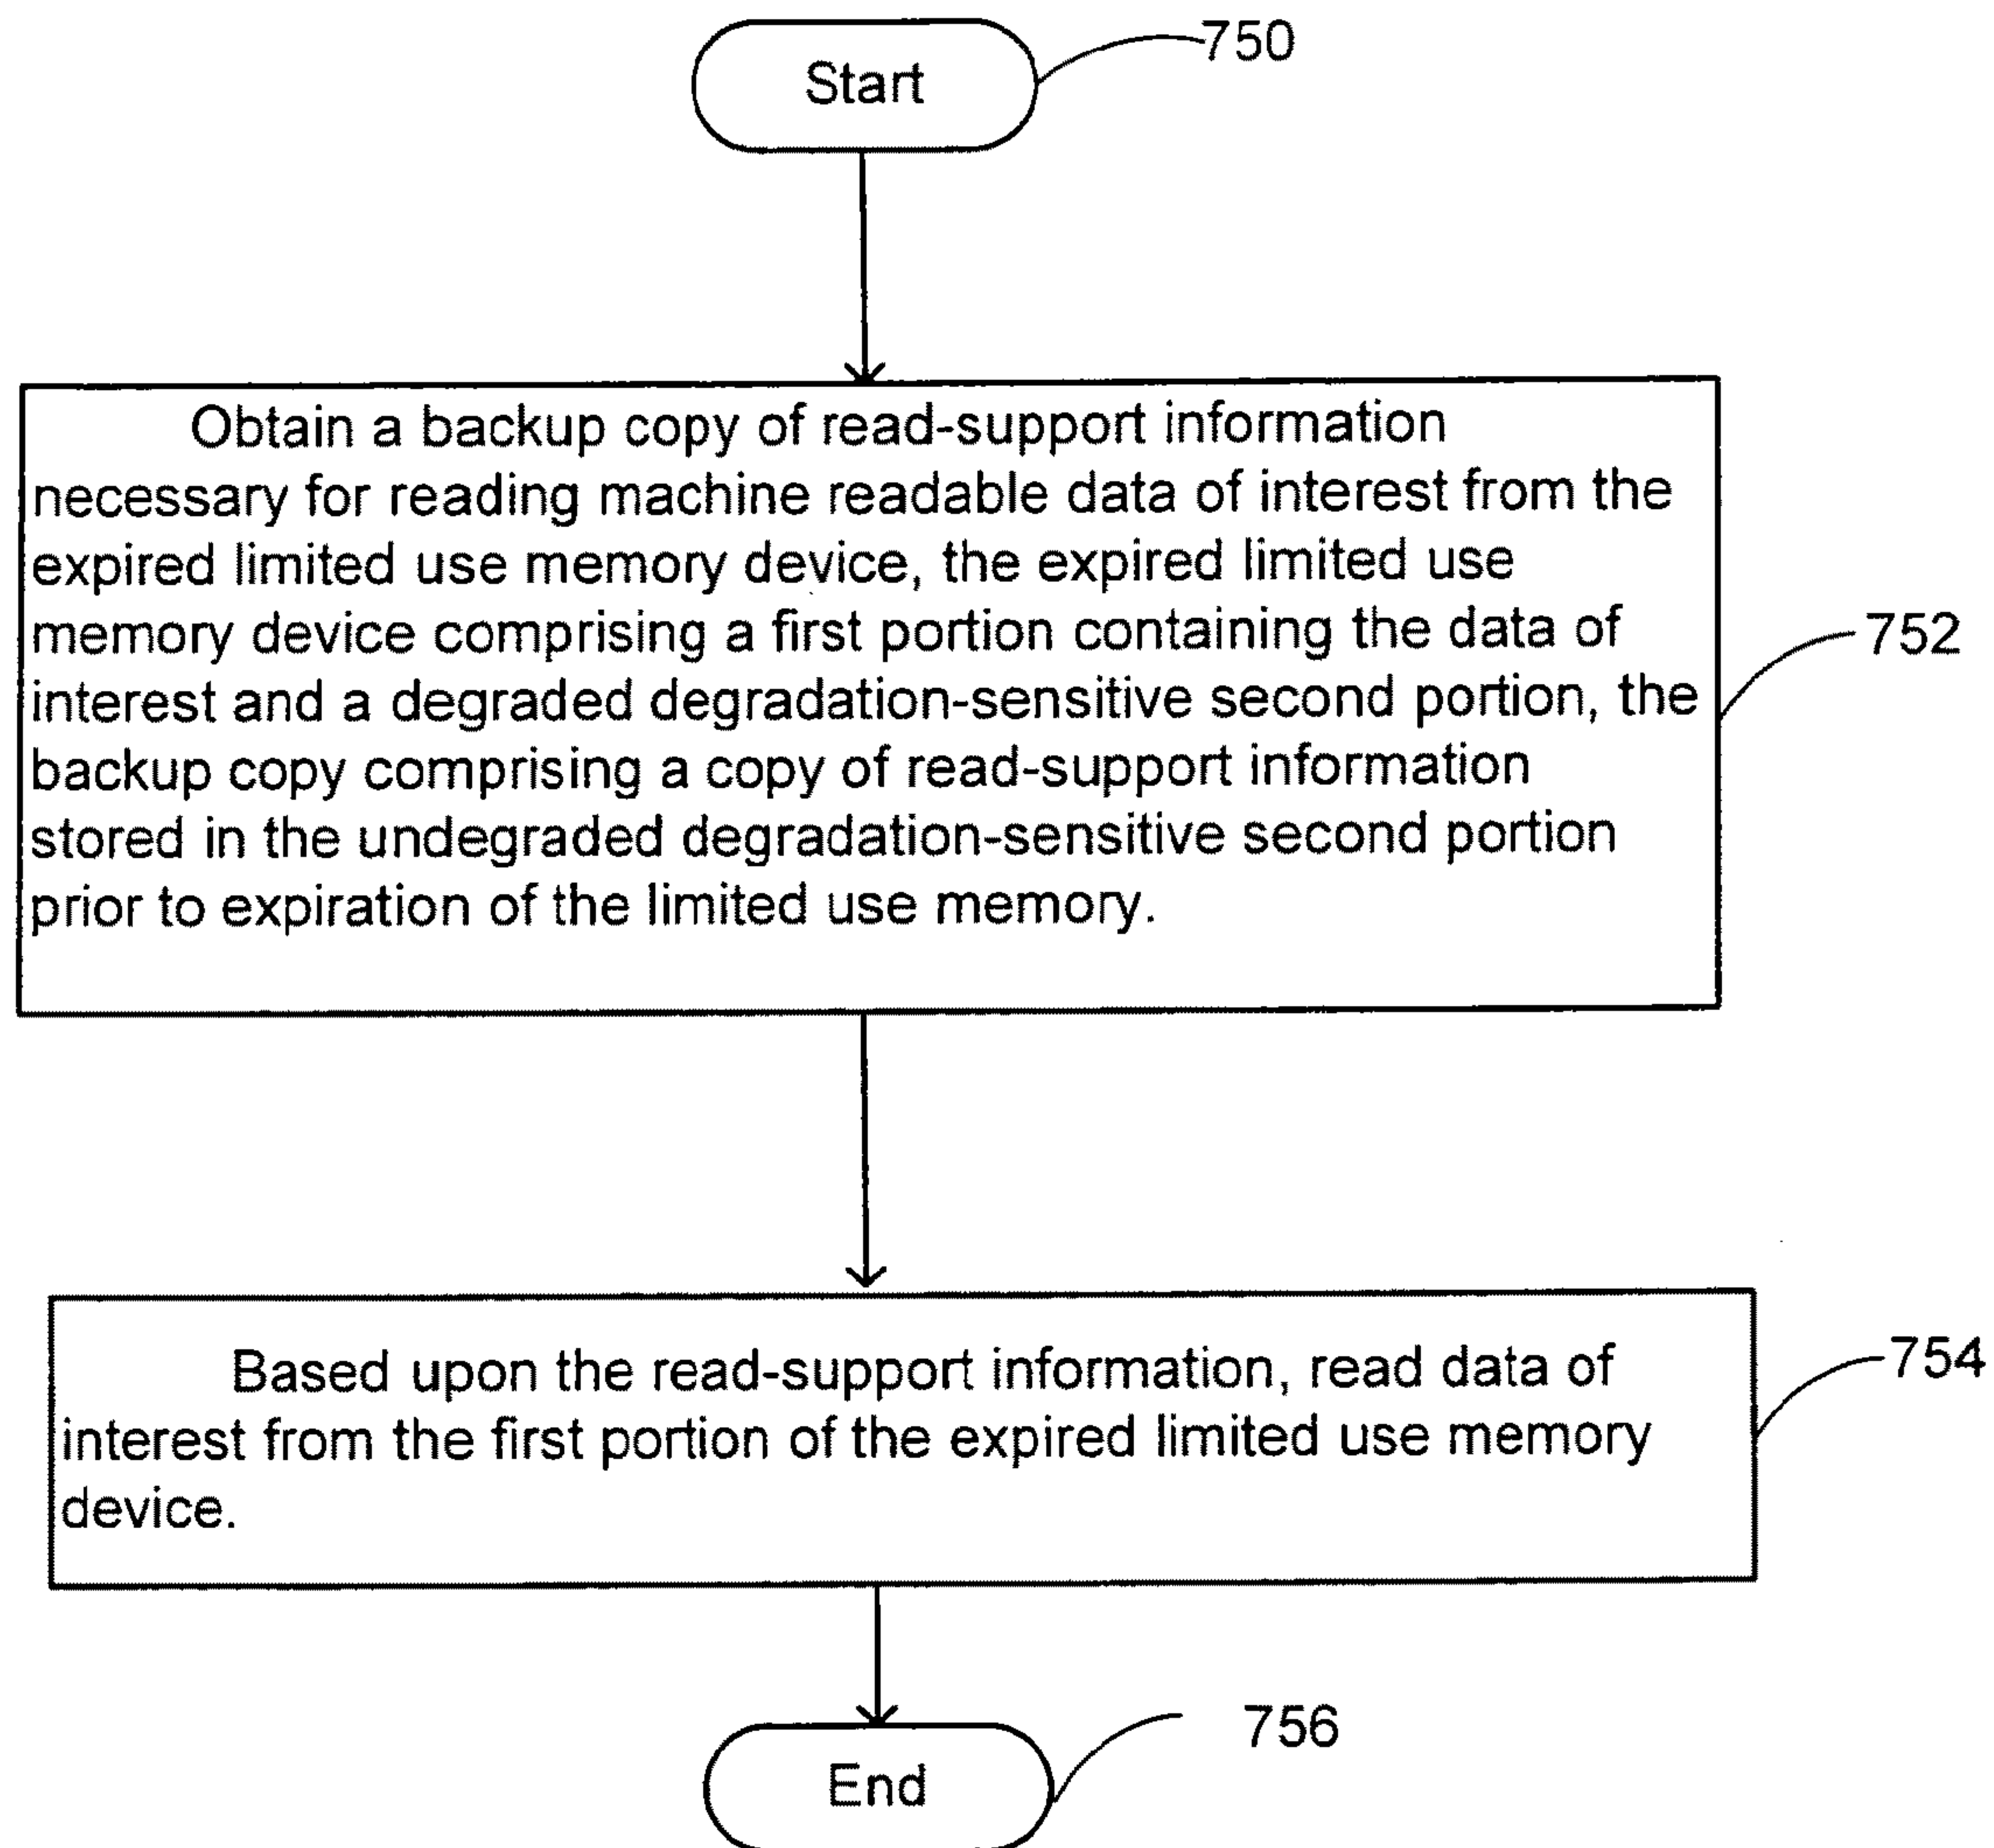 Start
750
Obtain a backup copy of read-support information
necessary for reading machine readable data of interest from the
expired limited use memory device, the expired limited use
memory device comprising a first portion containing the data of
interest and a degraded degradation-sensitive second portion, the
backup copy comprising a copy of read-support information
stored in the undegraded degradation-sensitive second portion
prior to expiration of the limited use memory.
752
Based upon the read-support information, read data of
interest from the first portion of the expired limited use memory
device.
754
End
756